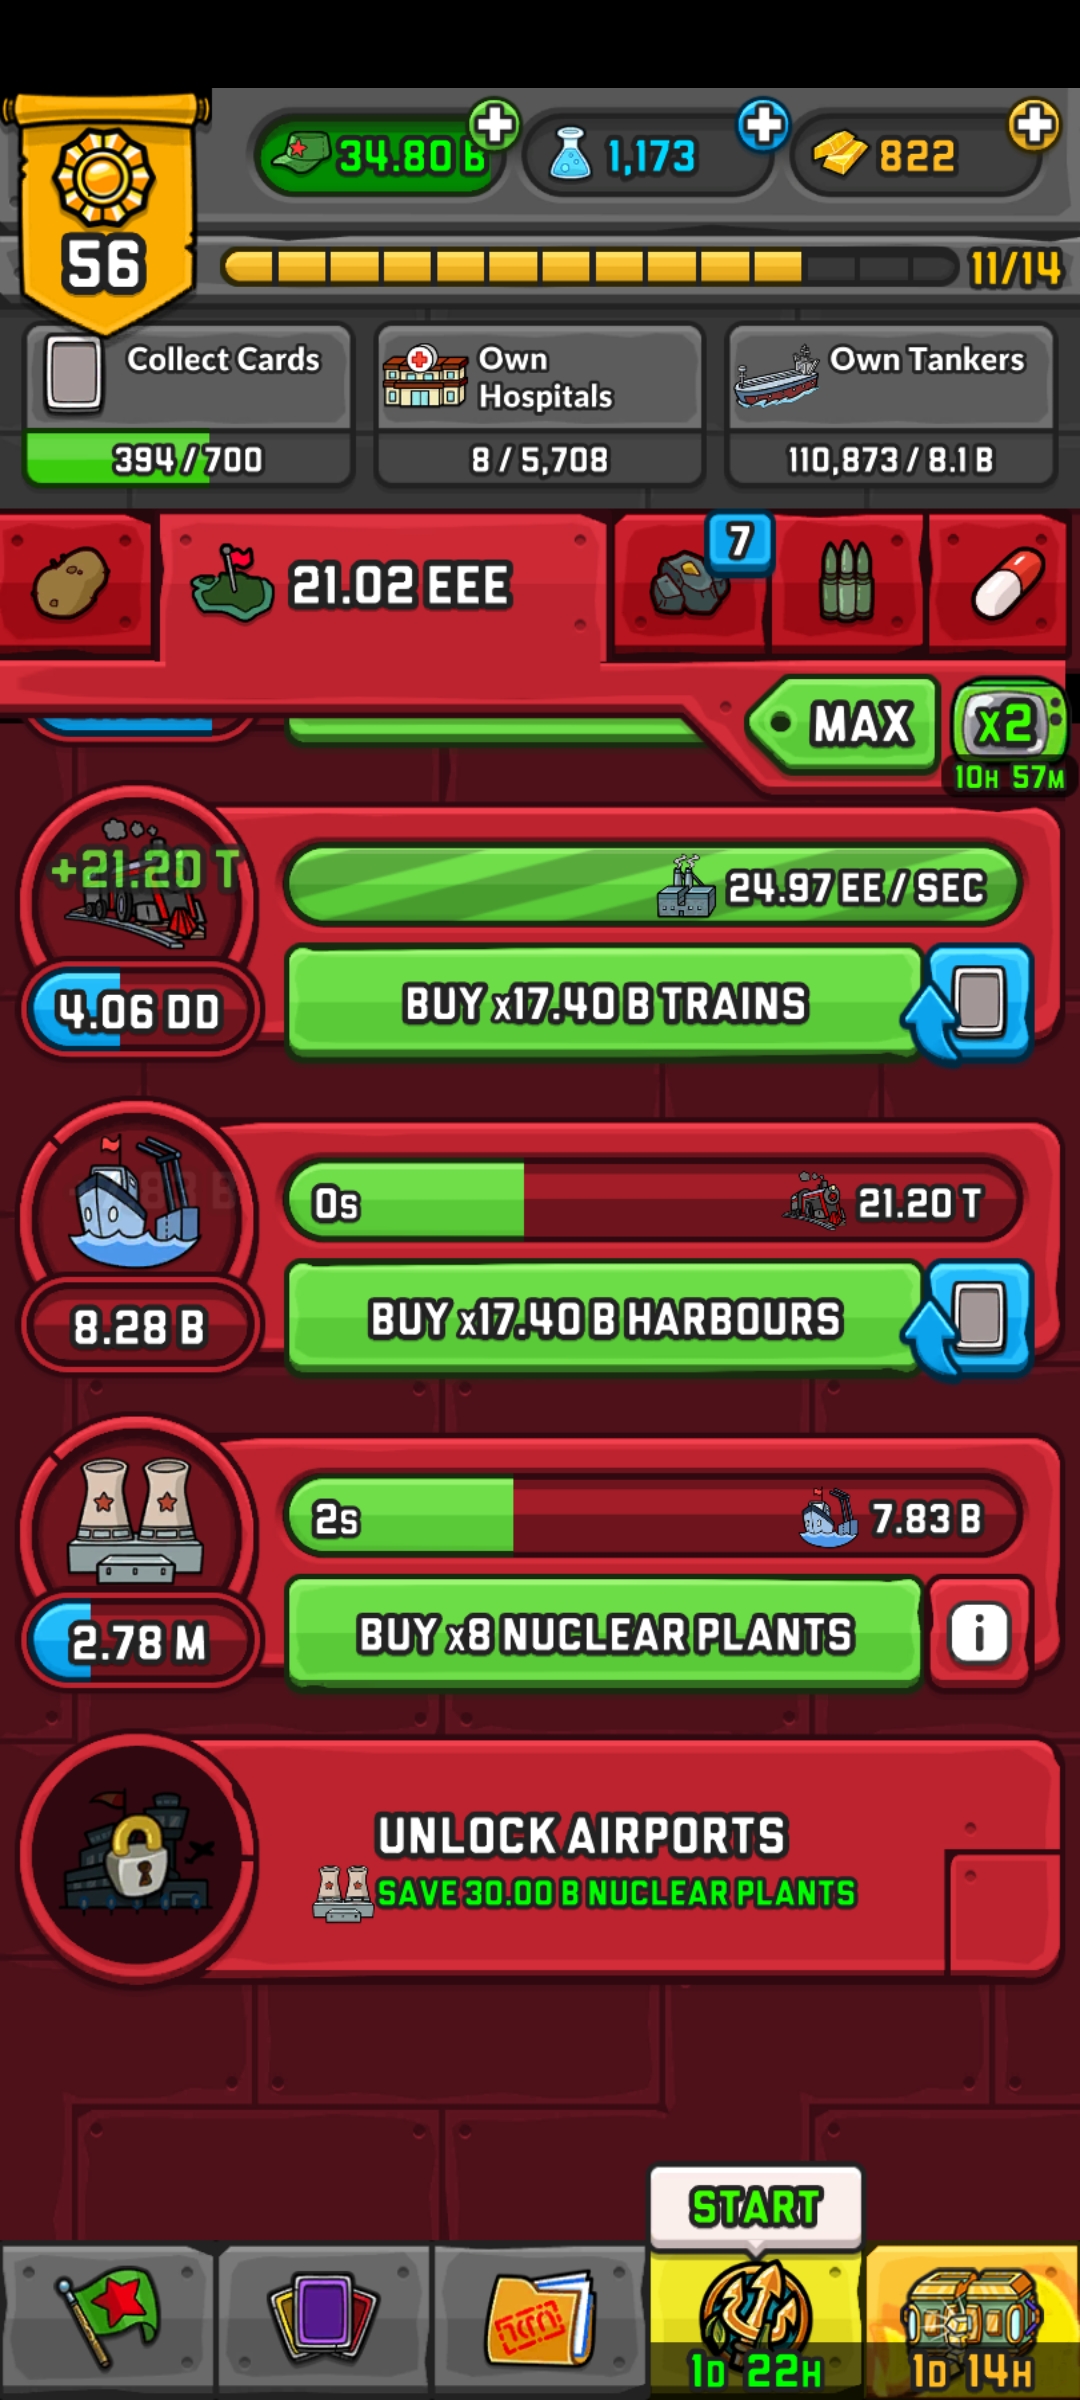 34.80 B
1,173
822
56
11/14
Collect Cards
394/700
Own
Hospitals
8/5,708
Own Tankers
110,873/8.1 B
21.02 EEE
7
MAX
x2
10H 57M
+21.20 T
24.97 EE/SEC
4.06 DD
BUY x17.40 B TRAINS
0s
21.20 T
8.28 B
BUY x17.40 B HARBOURS
2s
7.83 B
2.78 M
BUY x8 NUCLEAR PLANTS
i
UNLOCK AIRPORTS
SAVE 30.00 B NUCLEAR PLANTS
START
1D 22H
1D 14H